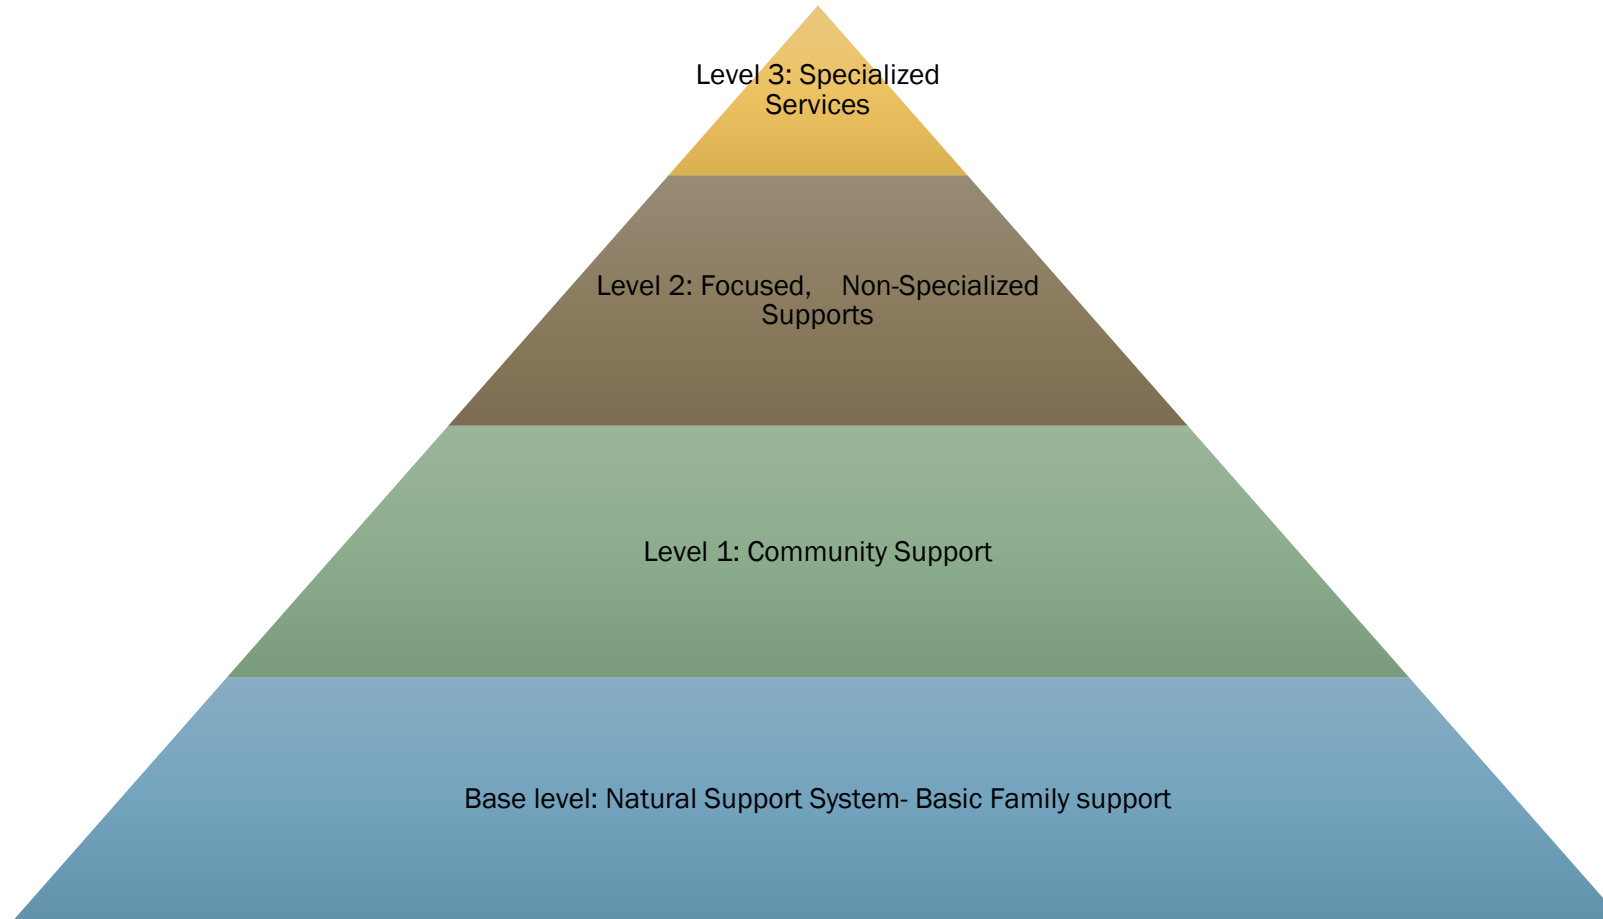 Level 3: Specialized
Services
Level 2: Focused,    Non-Specialized
Supports
Level 1: Community Support
Base level: Natural Support System- Basic Family support